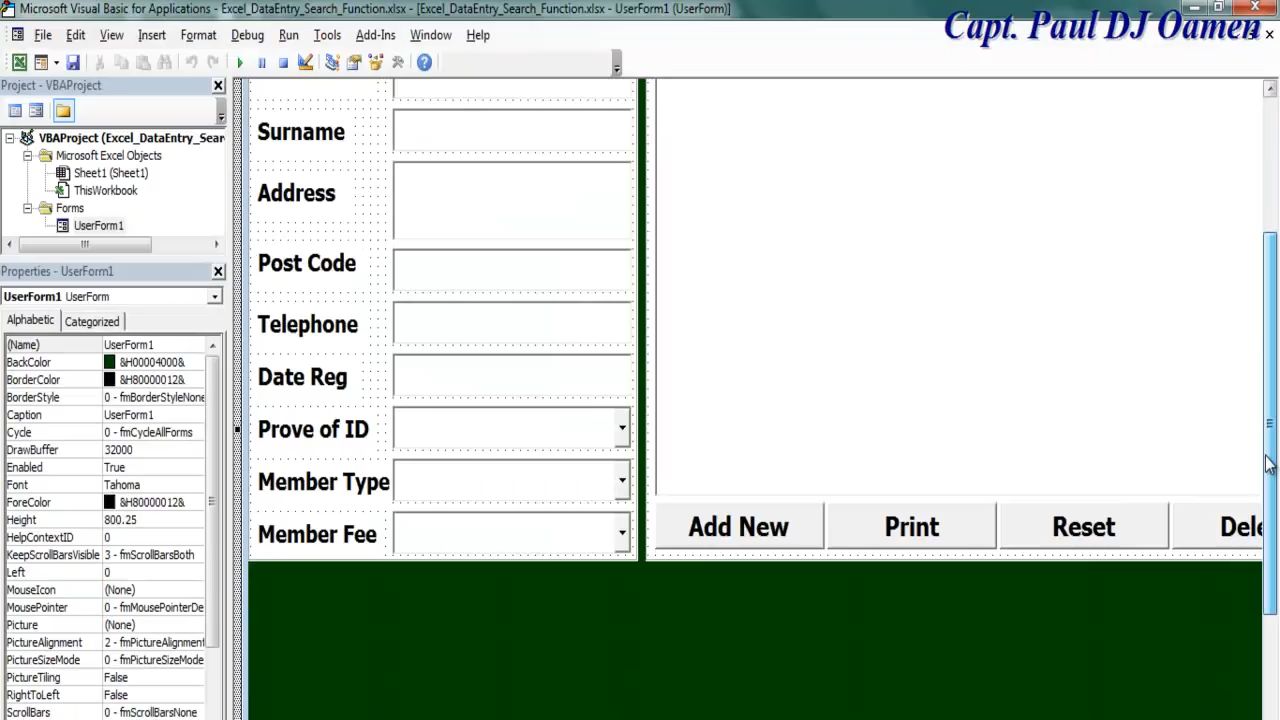 Microsoft Visual Basic for Applications - Excel_DataEntry_Search_Function.xlsx - [Excel_DataEntry_Search_Function.xlsx - UserForm1 (UserForm)]
Capt. Paul DJ Oamen
File Edit View Insert Format Debug Run Tools Add-Ins Window Help
Project - VBAProject
VBAProject (Excel_DataEntry_Sear
Microsoft Excel Objects
Sheet1 (Sheet1)
ThisWorkbook
Forms
UserForm1
Properties - UserForm1
UserForm1 UserForm
Alphabetic Categorized
(Name) UserForm1
BackColor &H00004000&
BorderColor &H80000012&
BorderStyle 0 - fmBorderStyleNone
Caption UserForm1
Cycle 0 - fmCycleAllForms
DrawBuffer 32000
Enabled True
Font Tahoma
ForeColor &H80000012&
Height 800.25
HelpContextID 0
KeepScrollBarsVisible 3 - fmScrollBarsBoth
Left 0
MouseIcon (None)
MousePointer 0 - fmMousePointerDe
Picture (None)
PictureAlignment 2 - fmPictureAlignment
PictureSizeMode 0 - fmPictureSizeMode
PictureTiling False
RightToLeft False
ScrollBars 0 - fmScrollBarsNone
Surname
Address
Post Code
Telephone
Date Reg
Prove of ID
Member Type
Member Fee
Add New Print Reset Dele